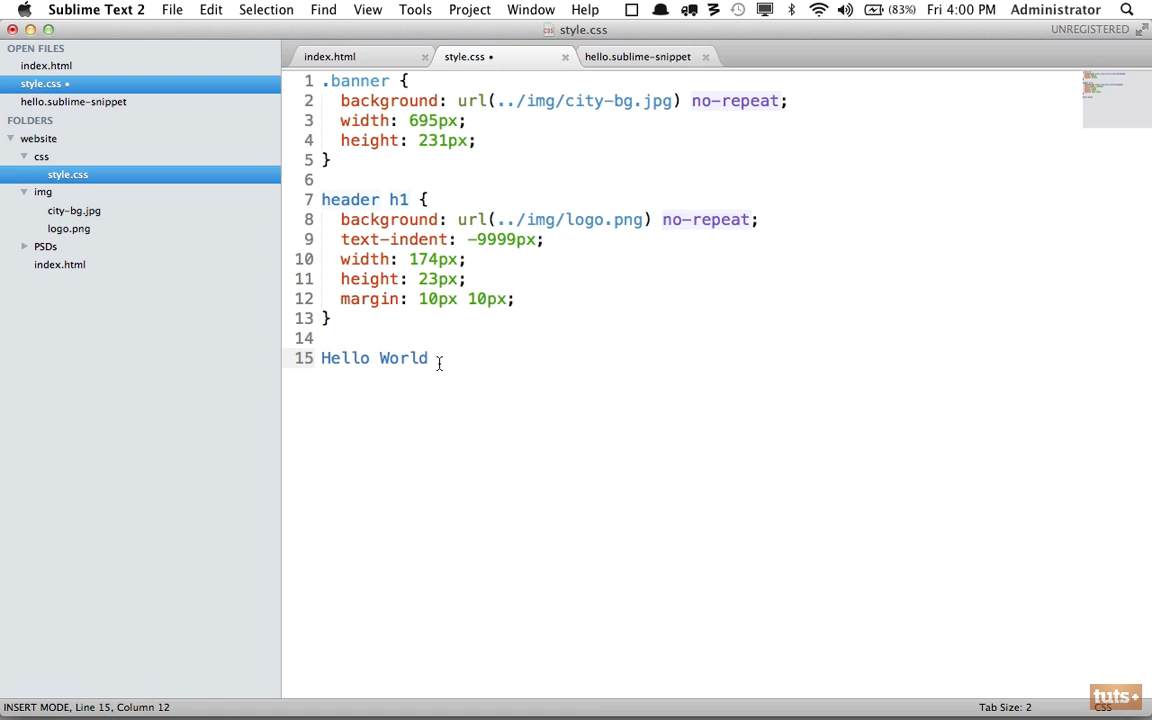 Sublime Text 2 File Edit Selection Find View Tools Project Window Help (83%) Fri 4:00 PM Administrator
style.css
UNREGISTERED
OPEN FILES
index.html
style.css •
hello.sublime-snippet
FOLDERS
website
css
style.css
img
city-bg.jpg
logo.png
PSDs
index.html
index.html × style.css • × hello.sublime-snippet ×
1 .banner {
2 background: url(../img/city-bg.jpg) no-repeat;
3 width: 695px;
4 height: 231px;
5 }
6
7 header h1 {
8 background: url(../img/logo.png) no-repeat;
9 text-indent: -9999px;
10 width: 174px;
11 height: 23px;
12 margin: 10px 10px;
13 }
14
15 Hello World
INSERT MODE, Line 15, Column 12
Tab Size: 2
CSS
tuts+